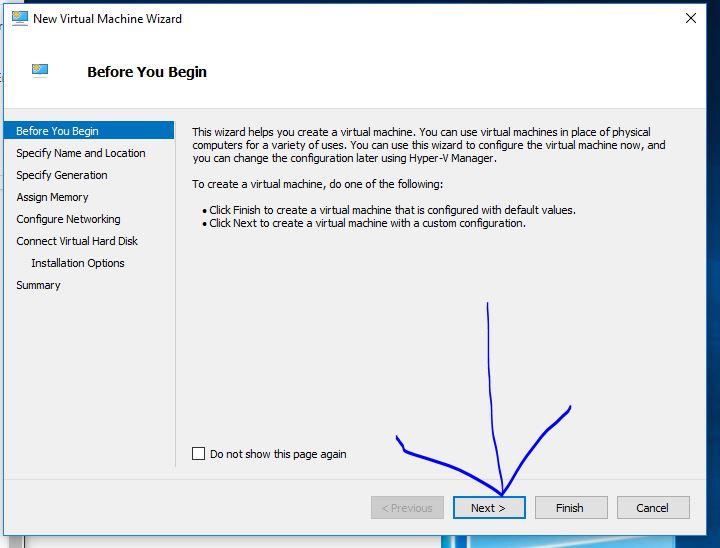 New Virtual Machine Wizard
Before You Begin
Before You Begin
Specify Name and Location
Specify Generation
Assign Memory
Configure Networking
Connect Virtual Hard Disk
Installation Options
Summary
This wizard helps you create a virtual machine. You can use virtual machines in place of physical
computers for a variety of uses. You can use this wizard to configure the virtual machine now, and
you can change the configuration later using Hyper-V Manager.
To create a virtual machine, do one of the following:
• Click Finish to create a virtual machine that is configured with default values.
• Click Next to create a virtual machine with a custom configuration.
Do not show this page again
< Previous
Next >
Finish
Cancel